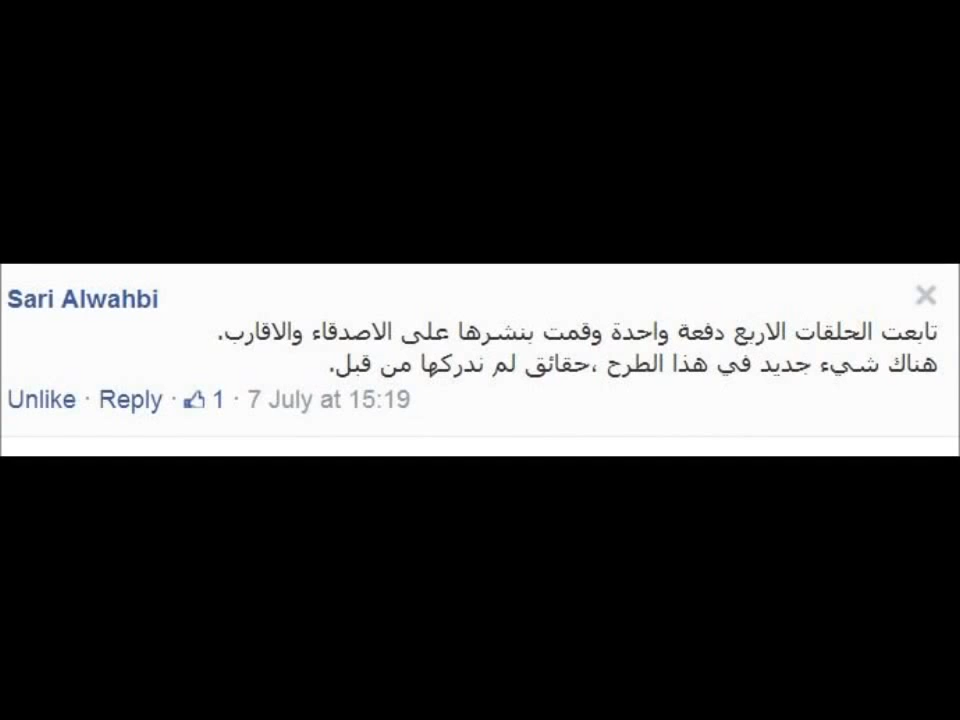 Sari Alwahbi
تابعت الحلقات الاربع دفعة واحدة وقمت بنشرها على الاصدقاء والاقارب.
هناك شيء جديد في هذا الطرح ،حقائق لم ندركها من قبل.
Unlike · Reply · 1 · 7 July at 15:19